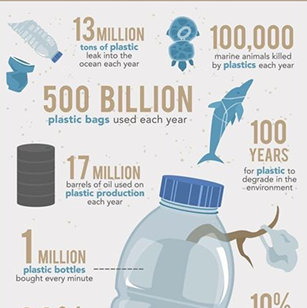 13 MILLION
tons of plastic
leak into the
ocean each year
100,000
marine animals killed
by plastics each year
500 BILLION
plastic bags used each year
100
YEARS
for plastic to
degrade in the
environment
17 MILLION
barrels of oil used on
plastic production
each year
1 MILLION
plastic bottles
bought every minute
10%